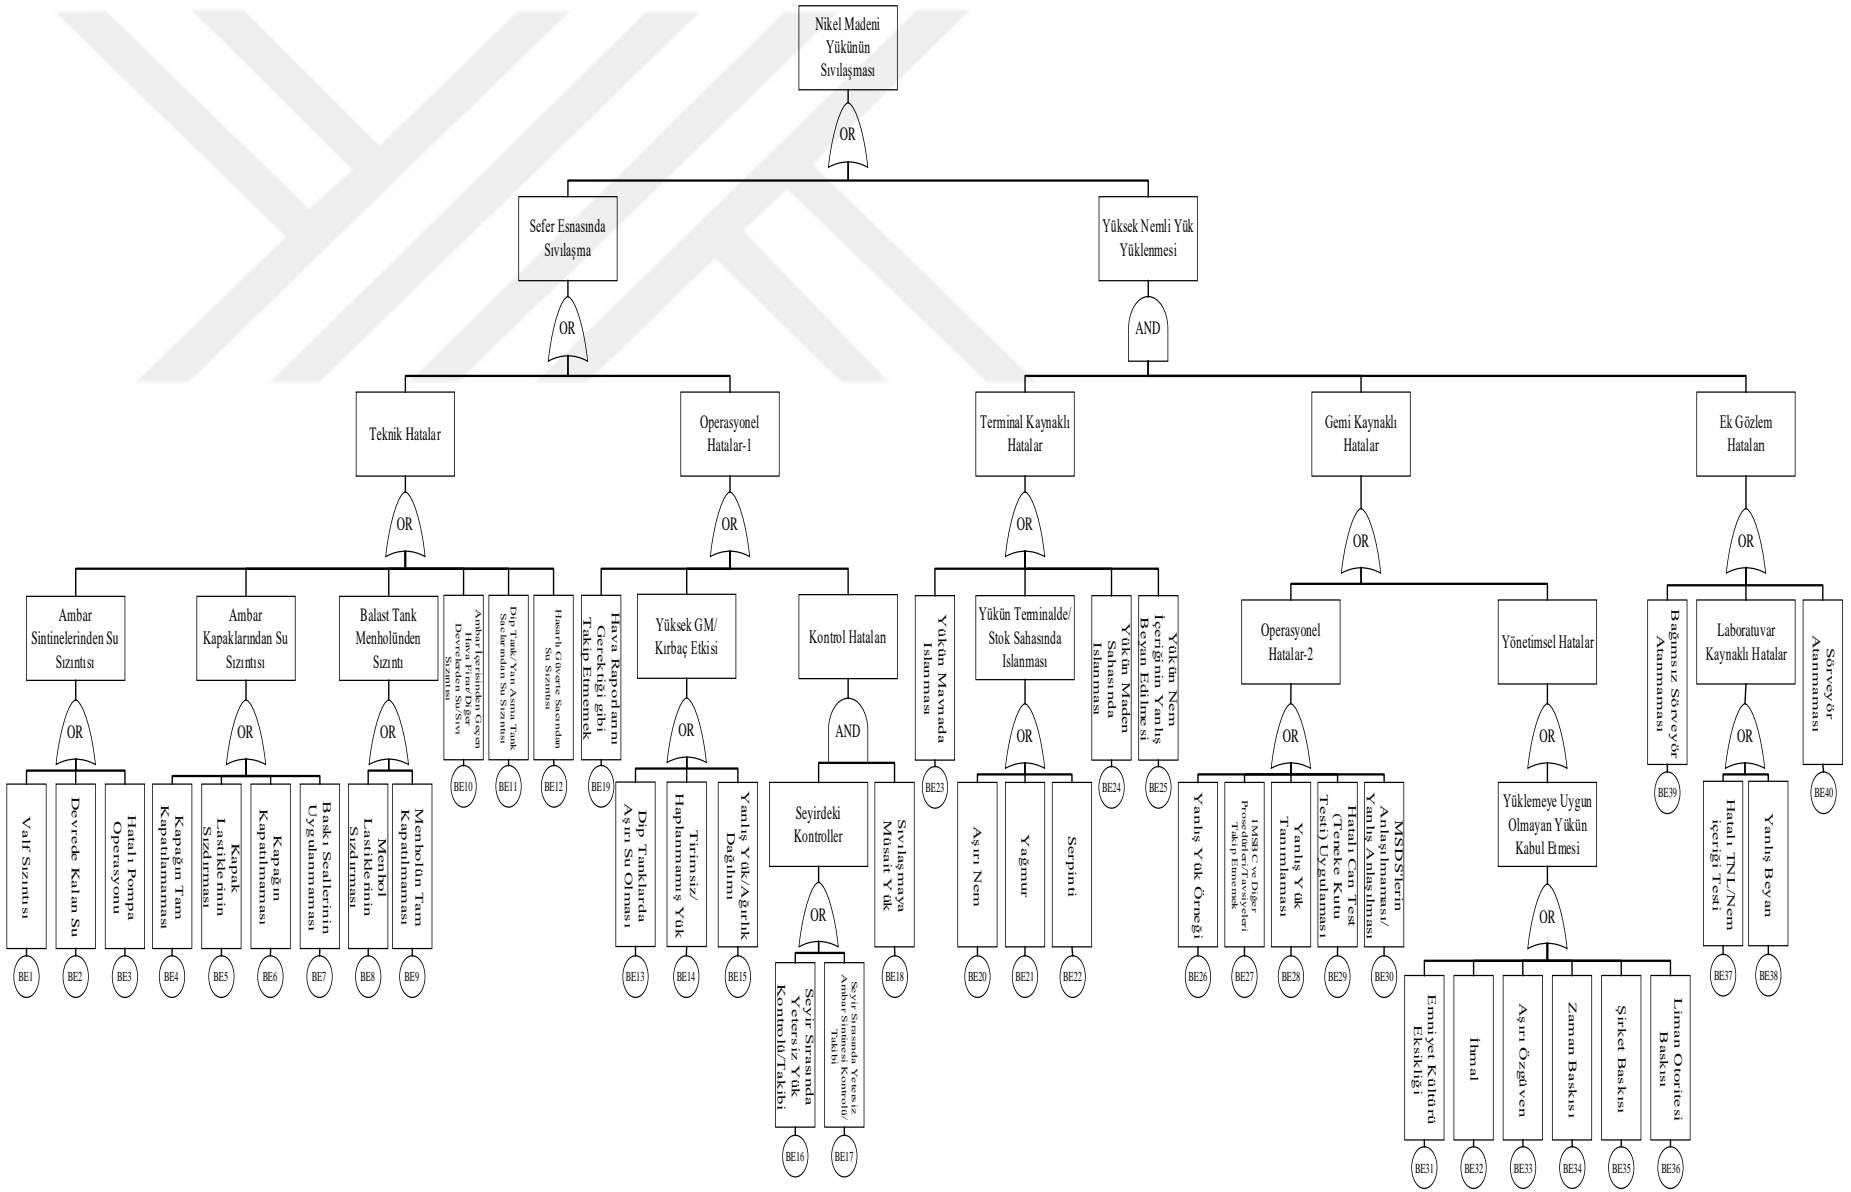 Nikel Madeni
Yükünün
Sıvılaşması
OR
Sefer Esnasında
Sıvılaşma
Yüksek Nemli Yük
Yüklenmesi
OR
AND
Teknik Hatalar
Operasyonel
Hatalar-1
Terminal Kaynaklı
Hatalar
Gemi Kaynaklı
Hatalar
Ek Gözlem
Hataları
OR
OR
OR
OR
OR
Ambar
Sintinelerinden Su
Sızıntısı
Ambar
Kapaklarından Su
Sızıntısı
Balast Tank
Menholünden
Sızıntı
Ambar İçerisinden Geçen
Hava Firar/Diğer
Devrelerden Su/Sıvı
Sızıntısı
Dip Tank/Yan Asma Tank
Saclarından Su Sızıntısı
Hasarlı Güverte Sacından
Su Sızıntısı
Hava Raporlarını
Gerektiği gibi
Takip Etmemek
Yüksek GM/
Kırbaç Etkisi
Kontrol Hataları
Yükün Mavnada
Islanması
Yükün Terminalde/
Stok Sahasında
Islanması
Yükün Maden
Sahasında
Islanması
Yükün Nem
İçeriğinin Yanlış
Beyan Edilmesi
Operasyonel
Hatalar-2
Yönetimsel Hatalar
Bağımsız Sörveyör
Atanmaması
Laboratuvar
Kaynaklı Hatalar
Sörveyör
Atanmaması
OR
OR
OR
BE10
BE11
BE12
BE19
OR
AND
BE23
OR
BE24
BE25
OR
OR
BE39
OR
BE40
Valf Sızıntısı
Devrede Kalan Su
Hatalı Pompa
Operasyonu
Kapağın Tam
Kapatılamaması
Kapak
Lastiklerinin
Sızdırması
Kapağın
Kapatılmaması
Baskı Seallerinin
Uygulanmaması
Menhol
Lastiklerinin
Sızdırması
Menholün Tam
Kapatılmaması
Dip Tanklarda
Aşırı Su Olması
Tirimsiz/
Haplanmamış Yük
Yanlış Yük/Ağırlık
Dağılımı
Seyirdeki
Kontroller
Sıvılaşmaya
Müsait Yük
Aşırı Nem
Yağmur
Serpinti
Yanlış Yük Örneği
IMSBC ve Diğer
Prosedürleri/Tavsiyeleri
Takip Etmemek
Yanlış Yük
Tanımlaması
Hatalı Can Test
(Teneke Kutu
Testi) Uygulaması
MSDS'lerin
Anlaşılmaması/
Yanlış Anlaşılması
Yüklemeye Uygun
Olmayan Yükün
Kabul Etmesi
Hatalı TNL/Nem
içeriği Testi
Yanlış Beyan
BE1
BE2
BE3
BE4
BE5
BE6
BE7
BE8
BE9
BE13
BE14
BE15
OR
BE18
BE20
BE21
BE22
BE26
BE27
BE28
BE29
BE30
OR
BE37
BE38
Seyir Sırasında
Yetersiz Yük
Kontrolü/Takibi
Seyir Sırasında Yetersiz
Ambar Sintinesi Kontrolü/
Takibi
Emniyet Kültürü
Eksikliği
İhmal
Aşırı Özgüven
Zaman Baskısı
Şirket Baskısı
Liman Otoritesi
Baskısı
BE16
BE17
BE31
BE32
BE33
BE34
BE35
BE36